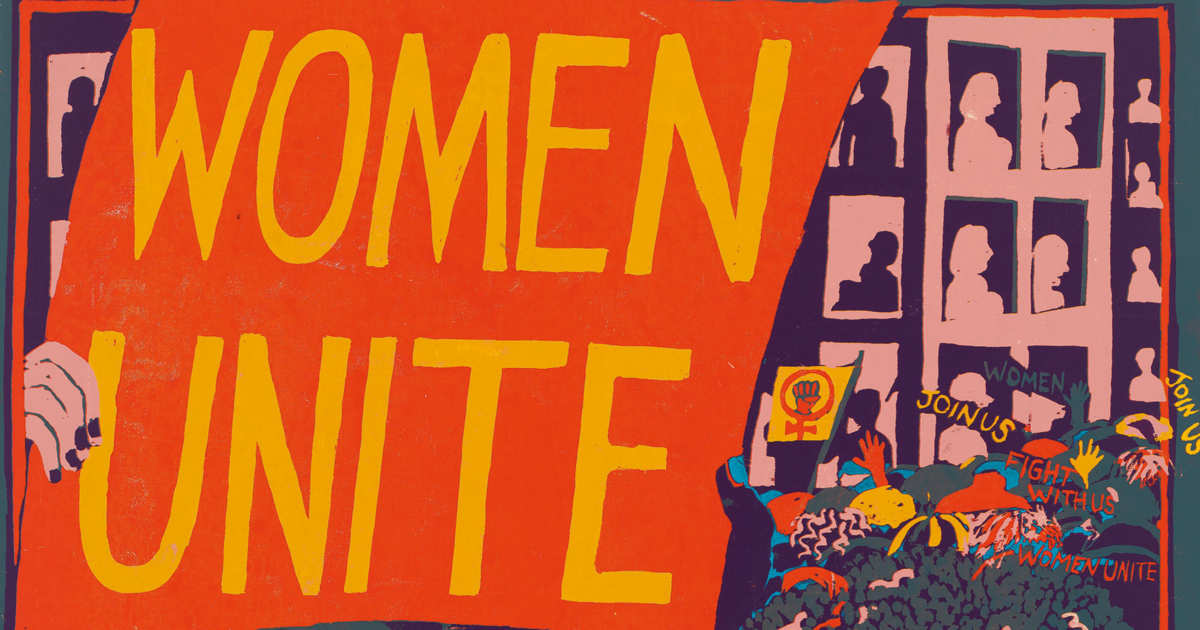 WOMEN
UNITE
WOMEN
JOIN US
JOIN US
FIGHT
WITH US
WOMEN UNITE